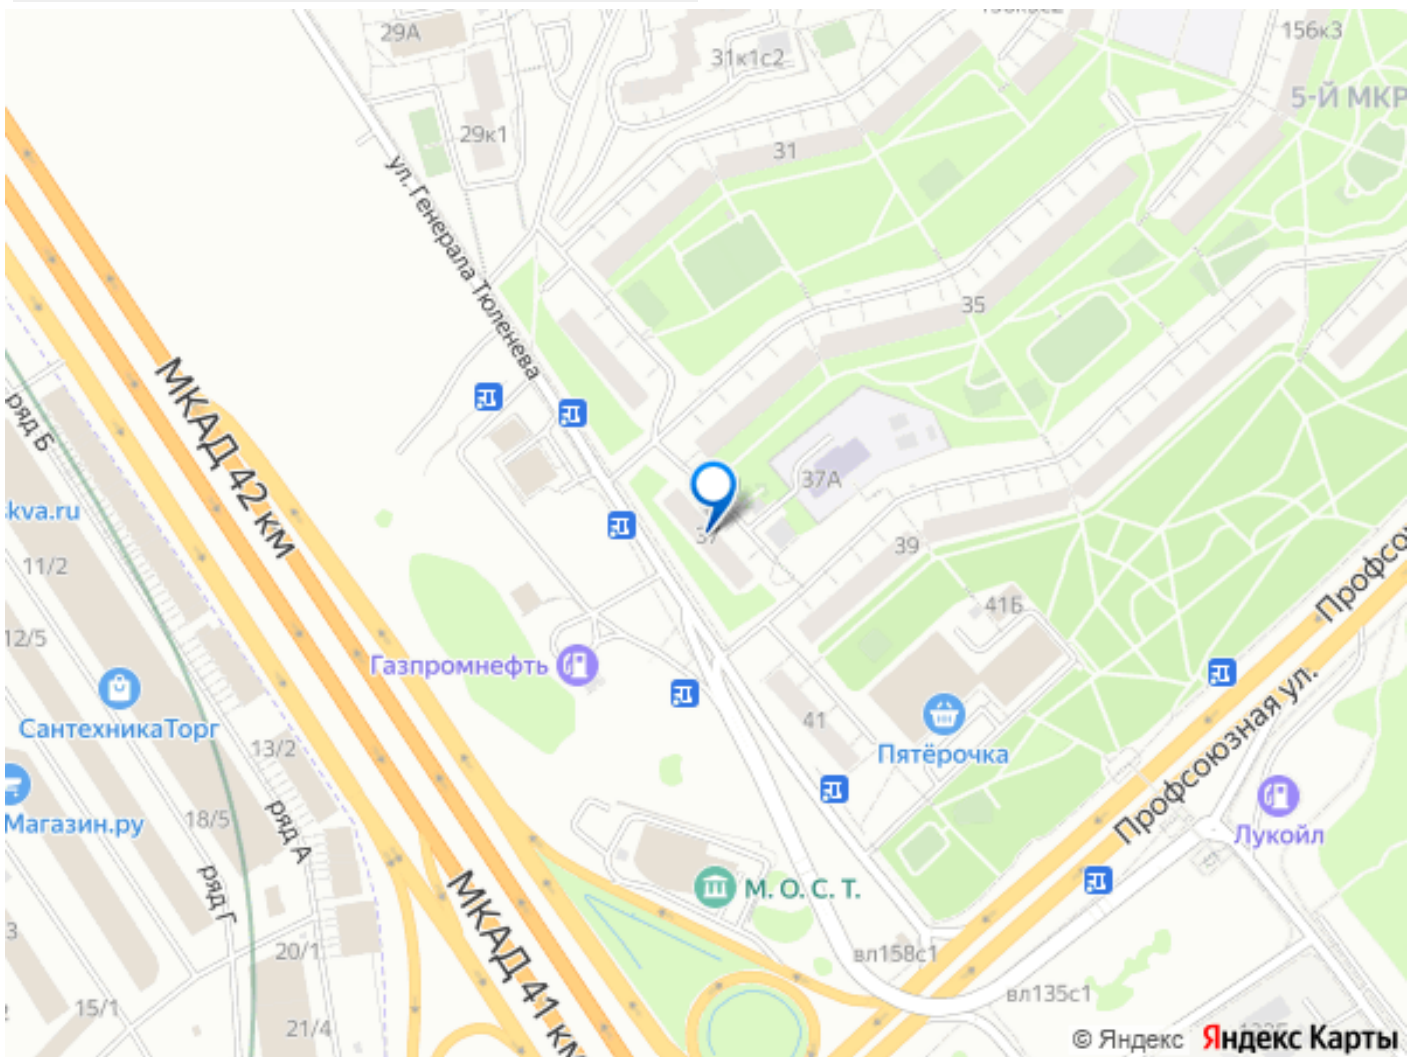 29А
31к1с2
156к3
5-Й МКР
29к1
31
ул. Генерала Тюленева
35
ряд Б
МКАД 42 км
37А
kva.ru
37
39
11/2
Профсо
41Б
12/5
Газпромнефть
Профсоюзная ул.
СантехникаТорг
41
13/2
Пятёрочка
ряд А
18/5
Магазин.ру
Лукойл
ряд Г
МКАД 41 км
М.О.С.Т.
20/1
вл158с1
вл135с1
15/1
21/4
© Яндекс Яндекс Карты